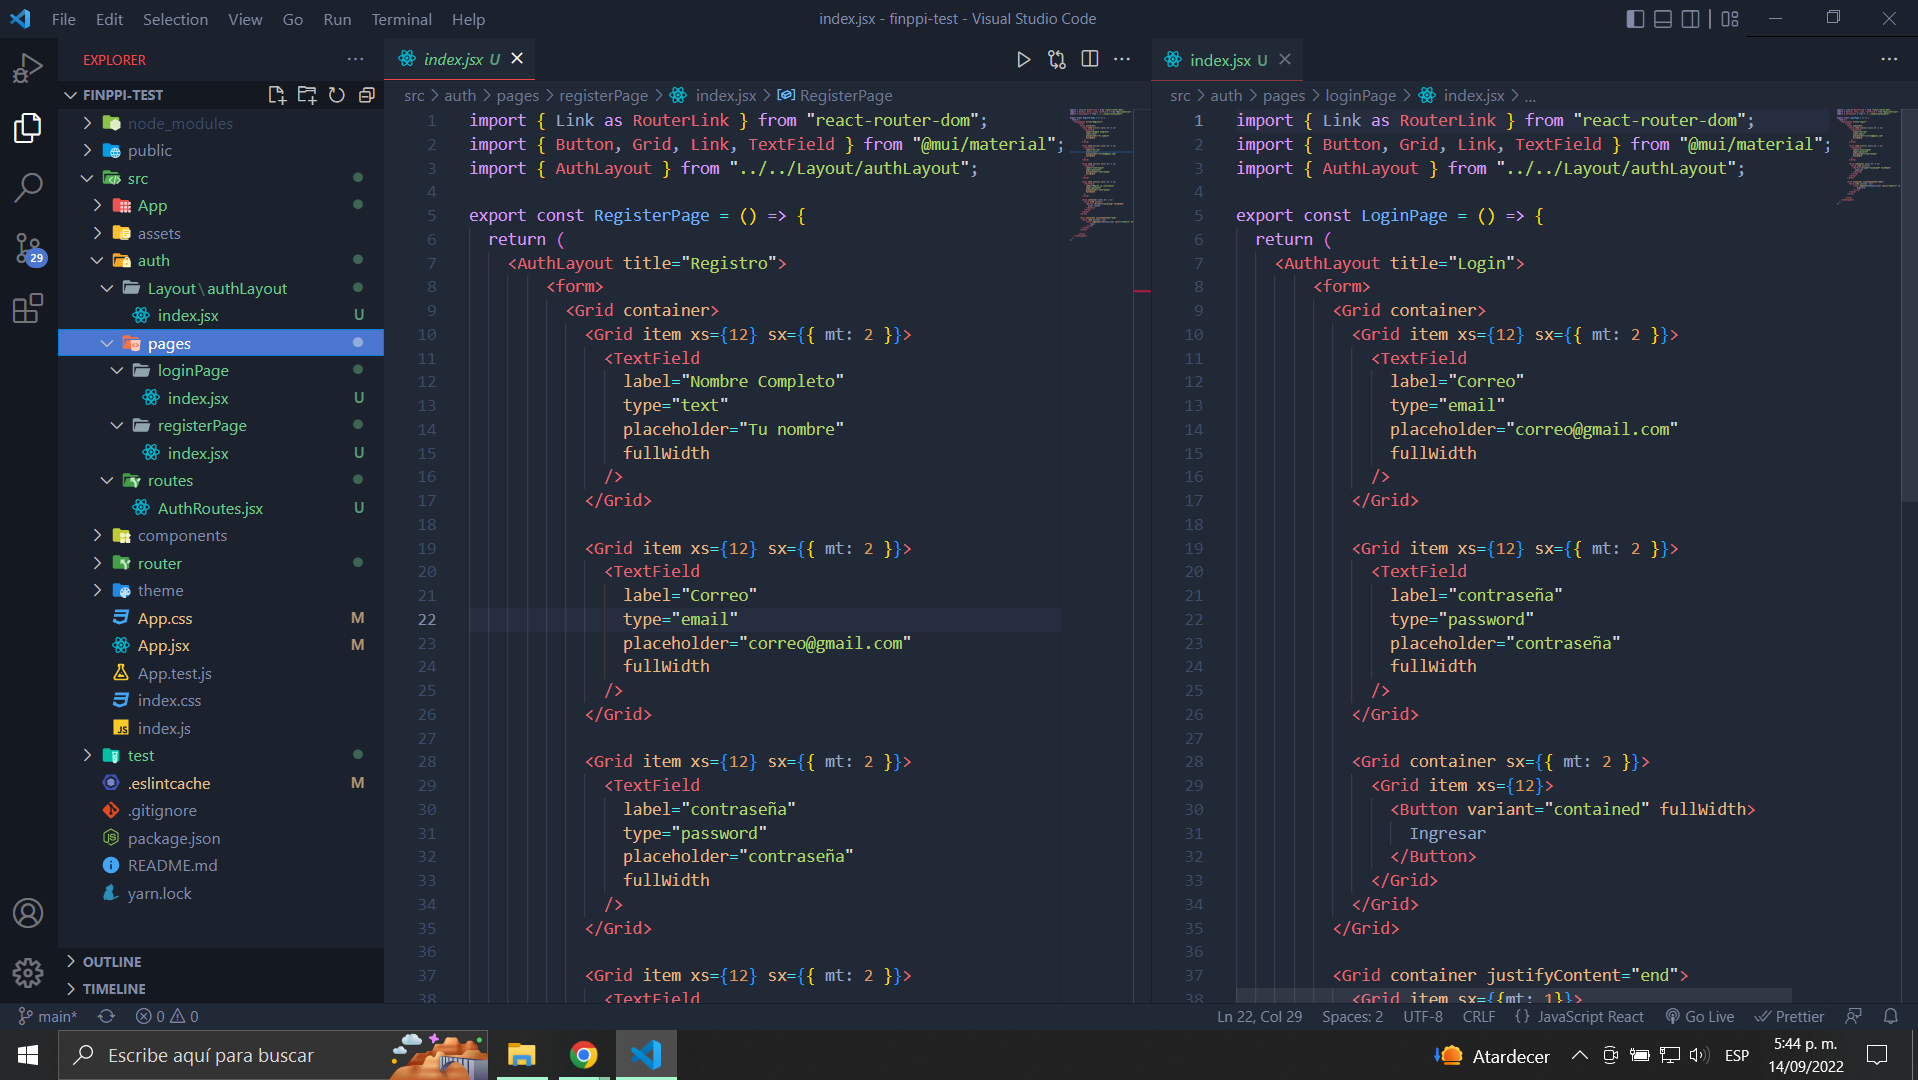 File Edit Selection View Go Run Terminal Help
index.jsx - finppi-test - Visual Studio Code
EXPLORER
FINPPI-TEST
node_modules
public
src
App
assets
auth
Layout\authLayout
index.jsx U
pages
loginPage
index.jsx U
registerPage
index.jsx U
routes
AuthRoutes.jsx U
components
router
theme
App.css M
App.jsx M
App.test.js
index.css
index.js
test
.eslintcache M
.gitignore
package.json
README.md
yarn.lock
OUTLINE
TIMELINE
29
index.jsx U
src > auth > pages > registerPage > index.jsx > RegisterPage
1 import { Link as RouterLink } from "react-router-dom";
2 import { Button, Grid, Link, TextField } from "@mui/material";
3 import { AuthLayout } from "../../Layout/authLayout";
4
5 export const RegisterPage = () => {
6 return (
7 <AuthLayout title="Registro">
8 <form>
9 <Grid container>
10 <Grid item xs={12} sx={{ mt: 2 }}>
11 <TextField
12 label="Nombre Completo"
13 type="text"
14 placeholder="Tu nombre"
15 fullWidth
16 />
17 </Grid>
18
19 <Grid item xs={12} sx={{ mt: 2 }}>
20 <TextField
21 label="Correo"
22 type="email"
23 placeholder="correo@gmail.com"
24 fullWidth
25 />
26 </Grid>
27
28 <Grid item xs={12} sx={{ mt: 2 }}>
29 <TextField
30 label="contraseña"
31 type="password"
32 placeholder="contraseña"
33 fullWidth
34 />
35 </Grid>
36
37 <Grid item xs={12} sx={{ mt: 2 }}>
38 <TextField
index.jsx U
src > auth > pages > loginPage > index.jsx > ...
1 import { Link as RouterLink } from "react-router-dom";
2 import { Button, Grid, Link, TextField } from "@mui/material";
3 import { AuthLayout } from "../../Layout/authLayout";
4
5 export const LoginPage = () => {
6 return (
7 <AuthLayout title="Login">
8 <form>
9 <Grid container>
10 <Grid item xs={12} sx={{ mt: 2 }}>
11 <TextField
12 label="Correo"
13 type="email"
14 placeholder="correo@gmail.com"
15 fullWidth
16 />
17 </Grid>
18
19 <Grid item xs={12} sx={{ mt: 2 }}>
20 <TextField
21 label="contraseña"
22 type="password"
23 placeholder="contraseña"
24 fullWidth
25 />
26 </Grid>
27
28 <Grid container sx={{ mt: 2 }}>
29 <Grid item xs={12}>
30 <Button variant="contained" fullWidth>
31 Ingresar
32 </Button>
33 </Grid>
34 </Grid>
35 </Grid>
36
37 <Grid container justifyContent="end">
38 <Grid item sx={{mt: 1}}>
main* 0 0
Ln 22, Col 29 Spaces: 2 UTF-8 CRLF {} JavaScript React Go Live Prettier
Escribe aquí para buscar
Atardecer ESP
5:44 p. m.
14/09/2022